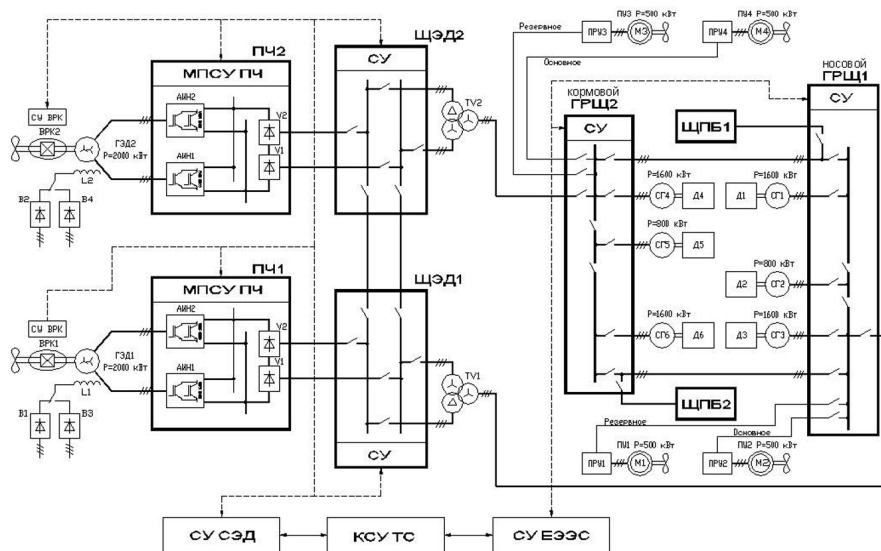 ПУ3 Р=500 кВт
ПУ4 Р=500 кВт
Резервное
ПРУ3
М3
ПРУ4
М4
Основное
ПЧ2
МПСУ ПЧ
АИН2
АИН1
V2
V1
СУ ВРК
ВРК2
ГЭД2
Р=2000 кВт
L2
В2
В4
ЩЭД2
СУ
TV2
КОРМОВОЙ
ГРЩ2
СУ
НОСОВОЙ
ГРЩ1
СУ
ЩПБ1
Р=1600 кВт
СГ4
Д4
Р=1600 кВт
Д1
СГ1
Р=800 кВт
СГ5
Д5
Р=800 кВт
Д2
СГ2
Р=1600 кВт
СГ6
Д6
Р=1600 кВт
Д3
СГ3
ЩПБ2
ПЧ1
МПСУ ПЧ
АИН2
АИН1
V2
V1
СУ ВРК
ВРК1
ГЭД1
Р=2000 кВт
L1
В1
В3
ЩЭД1
СУ
TV1
Резервное
Основное
ПУ1 Р=500 кВт
ПУ2 Р=500 кВт
ПРУ1
М1
ПРУ2
М2
СУ СЭД
КСУ ТС
СУ ЕЭЭС